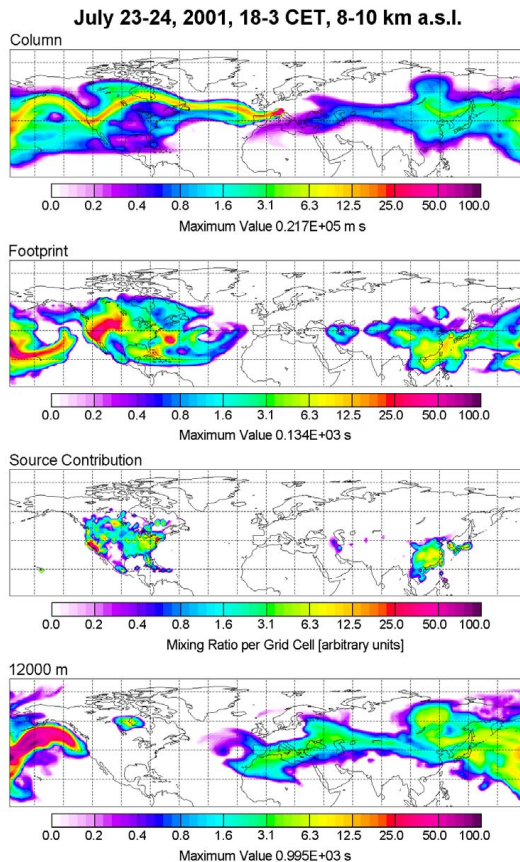 July 23-24, 2001, 18-3 CET, 8-10 km a.s.l.
Column
0.0 0.2 0.4 0.8 1.6 3.1 6.3 12.5 25.0 50.0 100.0
Maximum Value 0.217E+05 m s
Footprint
0.0 0.2 0.4 0.8 1.6 3.1 6.3 12.5 25.0 50.0 100.0
Maximum Value 0.134E+03 s
Source Contribution
0.0 0.2 0.4 0.8 1.6 3.1 6.3 12.5 25.0 50.0 100.0
Mixing Ratio per Grid Cell [arbitrary units]
12000 m
0.0 0.2 0.4 0.8 1.6 3.1 6.3 12.5 25.0 50.0 100.0
Maximum Value 0.995E+03 s